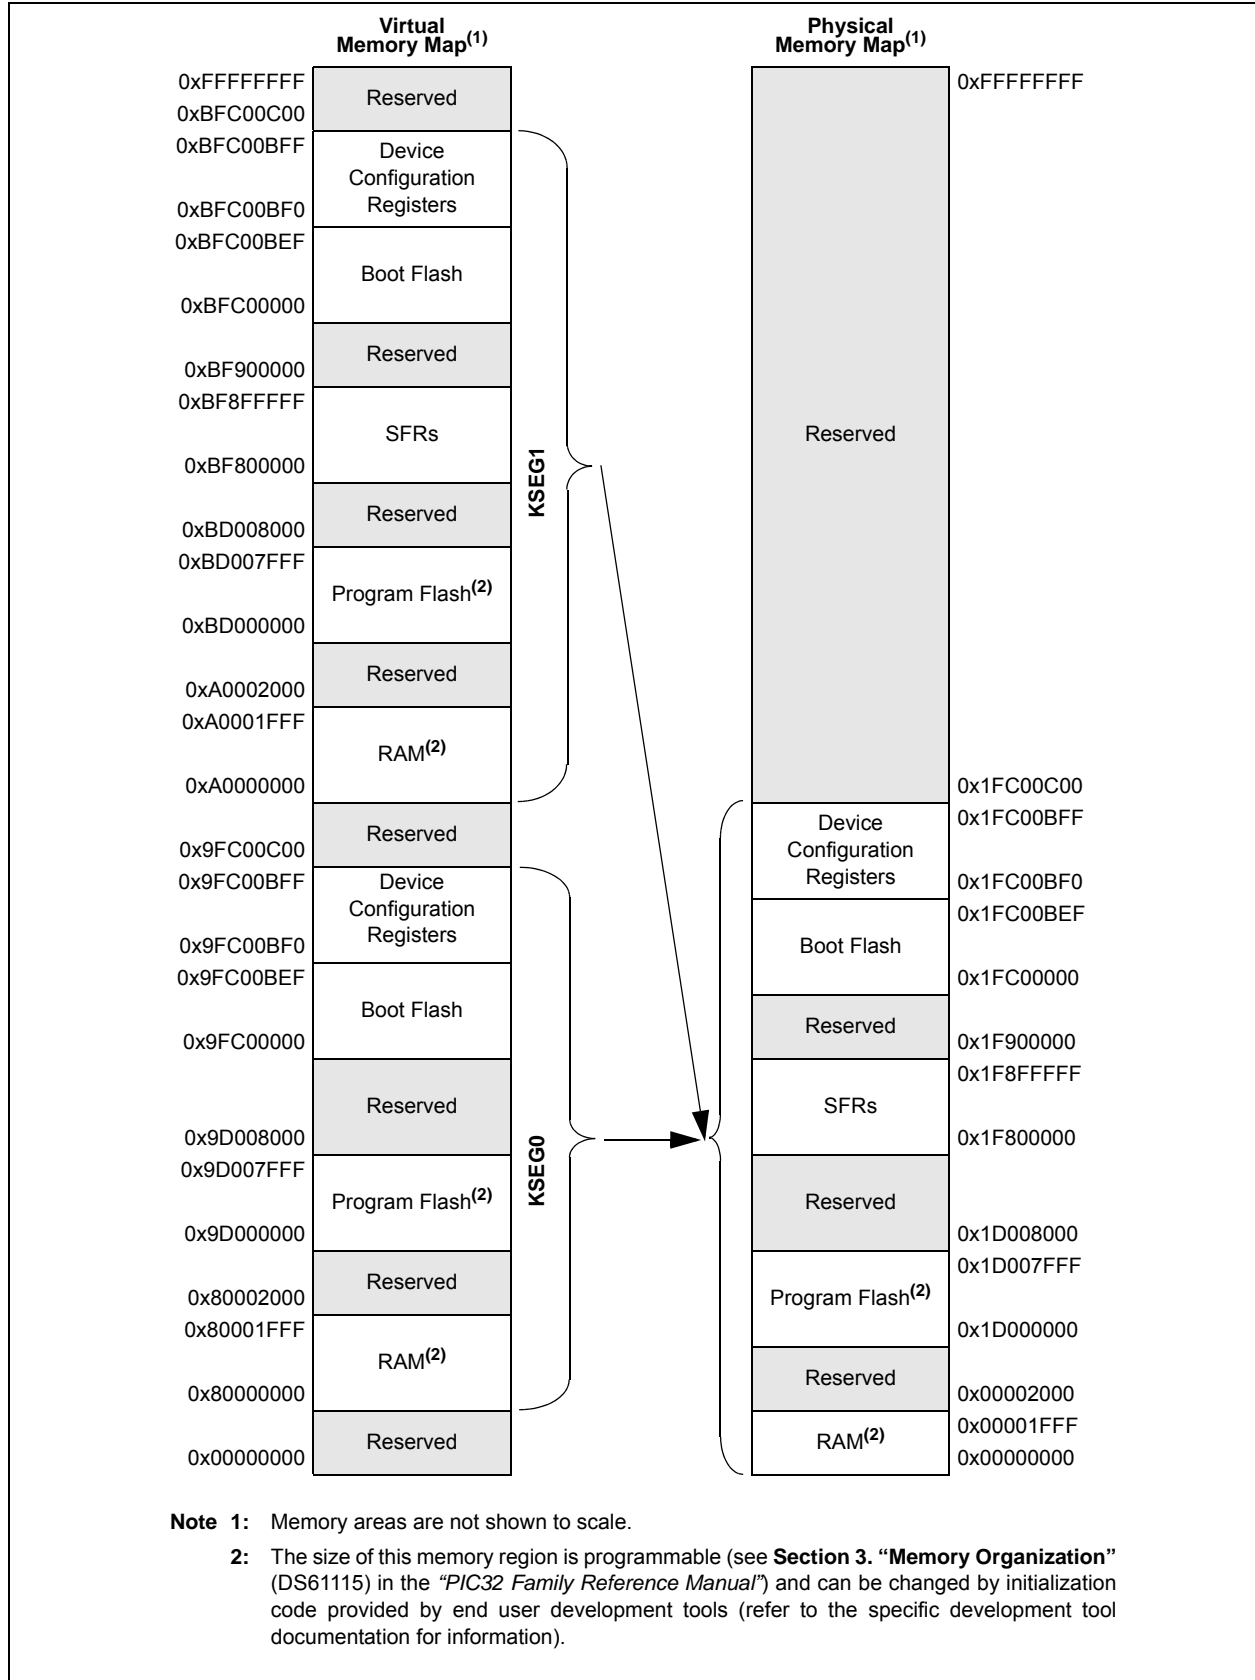 Virtual
Memory Map(1)
Physical
Memory Map(1)
0xFFFFFFFF
Reserved
0xBFC00C00
0xBFC00BFF
Device
Configuration
Registers
0xBFC00BF0
0xBFC00BEF
Boot Flash
0xBFC00000
Reserved
0xBF900000
0xBF8FFFFF
SFRs
0xBF800000
Reserved
0xBD008000
0xBD007FFF
Program Flash(2)
0xBD000000
Reserved
0xA0002000
0xA0001FFF
RAM(2)
0xA0000000
KSEG1
Reserved
0x9FC00C00
0x9FC00BFF
Device
Configuration
Registers
0x9FC00BF0
0x9FC00BEF
Boot Flash
0x9FC00000
Reserved
0x9D008000
0x9D007FFF
Program Flash(2)
0x9D000000
Reserved
0x80002000
0x80001FFF
RAM(2)
0x80000000
KSEG0
Reserved
0x00000000
0xFFFFFFFF
Reserved
0x1FC00C00
0x1FC00BFF
Device
Configuration
Registers
0x1FC00BF0
0x1FC00BEF
Boot Flash
0x1FC00000
Reserved
0x1F900000
0x1F8FFFFF
SFRs
0x1F800000
Reserved
0x1D008000
0x1D007FFF
Program Flash(2)
0x1D000000
Reserved
0x00002000
0x00001FFF
RAM(2)
0x00000000
Note 1: Memory areas are not shown to scale.
2: The size of this memory region is programmable (see Section 3. “Memory Organization”
(DS61115) in the “PIC32 Family Reference Manual”) and can be changed by initialization
code provided by end user development tools (refer to the specific development tool
documentation for information).